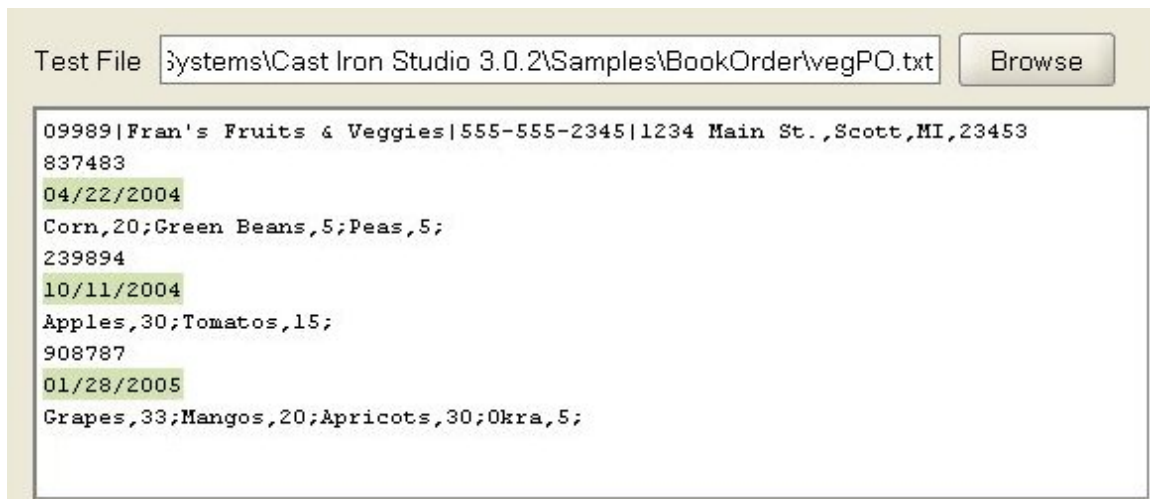 Test File Systems\Cast Iron Studio 3.0.2\Samples\BookOrder\vegPO.txt Browse
09989|Fran's Fruits & Veggies|555-555-2345|1234 Main St.,Scott,MI,23453
837483
04/22/2004
Corn,20;Green Beans,5;Peas,5;
239894
10/11/2004
Apples,30;Tomatos,15;
908787
01/28/2005
Grapes,33;Mangos,20;Apricots,30;Okra,5;